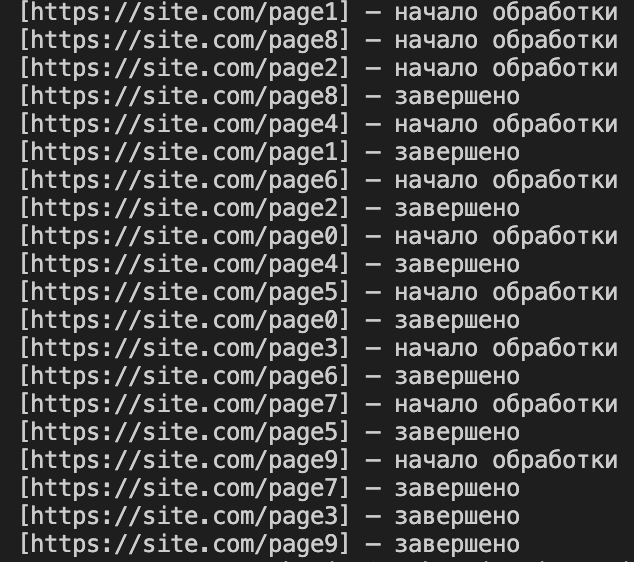 [https://site.com/page1] — начало обработки
[https://site.com/page8] — начало обработки
[https://site.com/page2] — начало обработки
[https://site.com/page8] — завершено
[https://site.com/page4] — начало обработки
[https://site.com/page1] — завершено
[https://site.com/page6] — начало обработки
[https://site.com/page2] — завершено
[https://site.com/page0] — начало обработки
[https://site.com/page4] — завершено
[https://site.com/page5] — начало обработки
[https://site.com/page0] — завершено
[https://site.com/page3] — начало обработки
[https://site.com/page6] — завершено
[https://site.com/page7] — начало обработки
[https://site.com/page5] — завершено
[https://site.com/page9] — начало обработки
[https://site.com/page7] — завершено
[https://site.com/page3] — завершено
[https://site.com/page9] — завершено